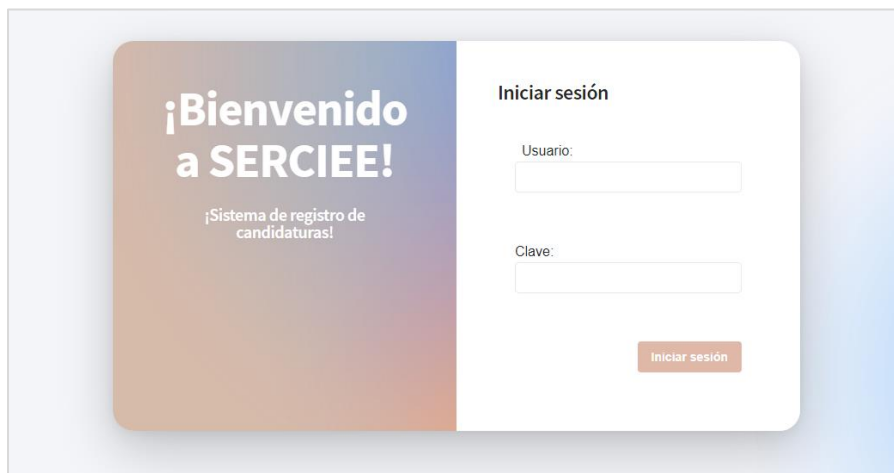 ¡Bienvenido
a SERCIEE!
¡Sistema de registro de
candidaturas!
Iniciar sesión
Usuario:
Clave:
Iniciar sesión